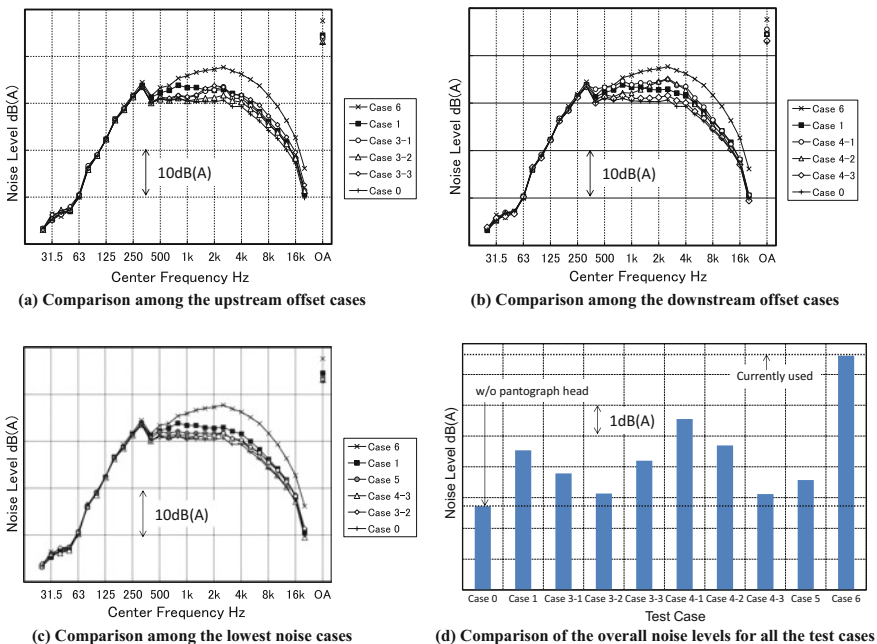 Noise Level dB(A)
10dB(A)
Case 6
Case 1
Case 3-1
Case 3-2
Case 3-3
Case 0
31.5 63 125 250 500 1k 2k 4k 8k 16k OA
Center Frequency Hz
(a) Comparison among the upstream offset cases
Noise Level dB(A)
10dB(A)
Case 6
Case 1
Case 4-1
Case 4-2
Case 4-3
Case 0
31.5 63 125 250 500 1k 2k 4k 8k 16k OA
Center Frequency Hz
(b) Comparison among the downstream offset cases
Noise Level dB(A)
10dB(A)
Case 6
Case 1
Case 5
Case 4-3
Case 3-2
Case 0
31.5 63 125 250 500 1k 2k 4k 8k 16k OA
Center Frequency Hz
(c) Comparison among the lowest noise cases
Noise Level dB(A)
w/o pantograph head
1dB(A)
Currently used
Case 0 Case 1 Case 3-1 Case 3-2 Case 3-3 Case 4-1 Case 4-2 Case 4-3 Case 5 Case 6
Test Case
(d) Comparison of the overall noise levels for all the test cases